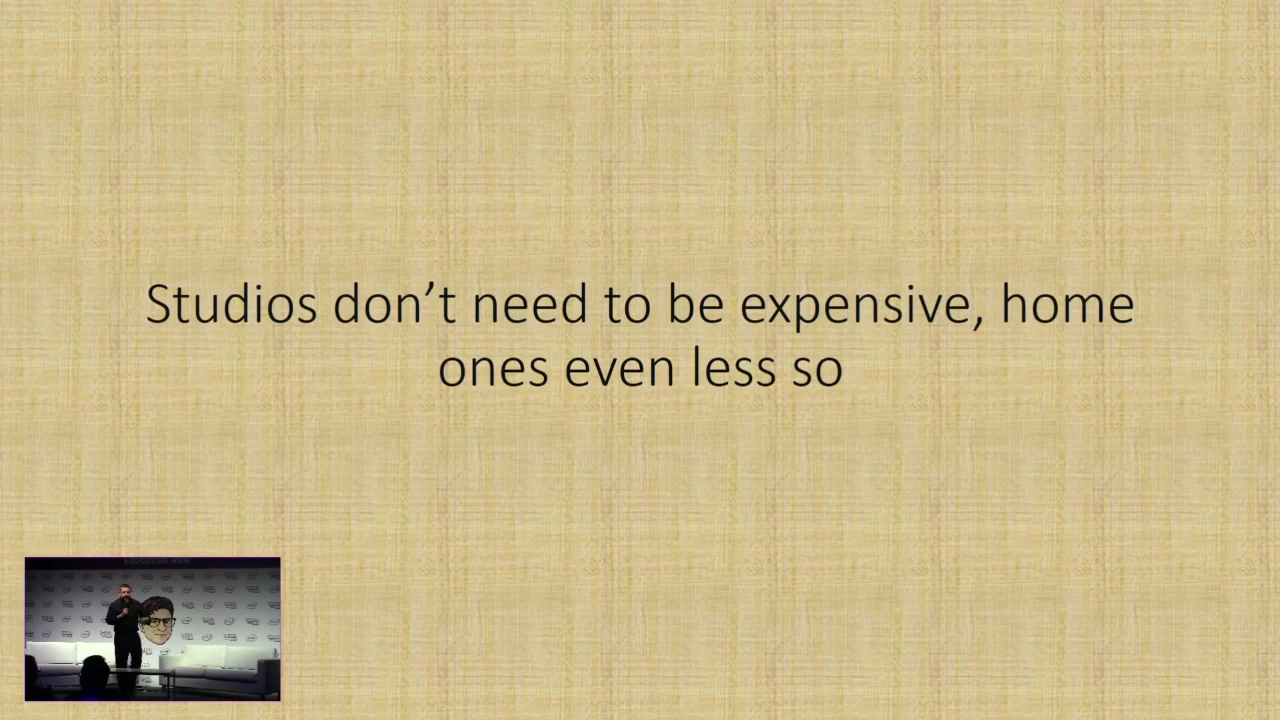 Studios don’t need to be expensive, home
ones even less so